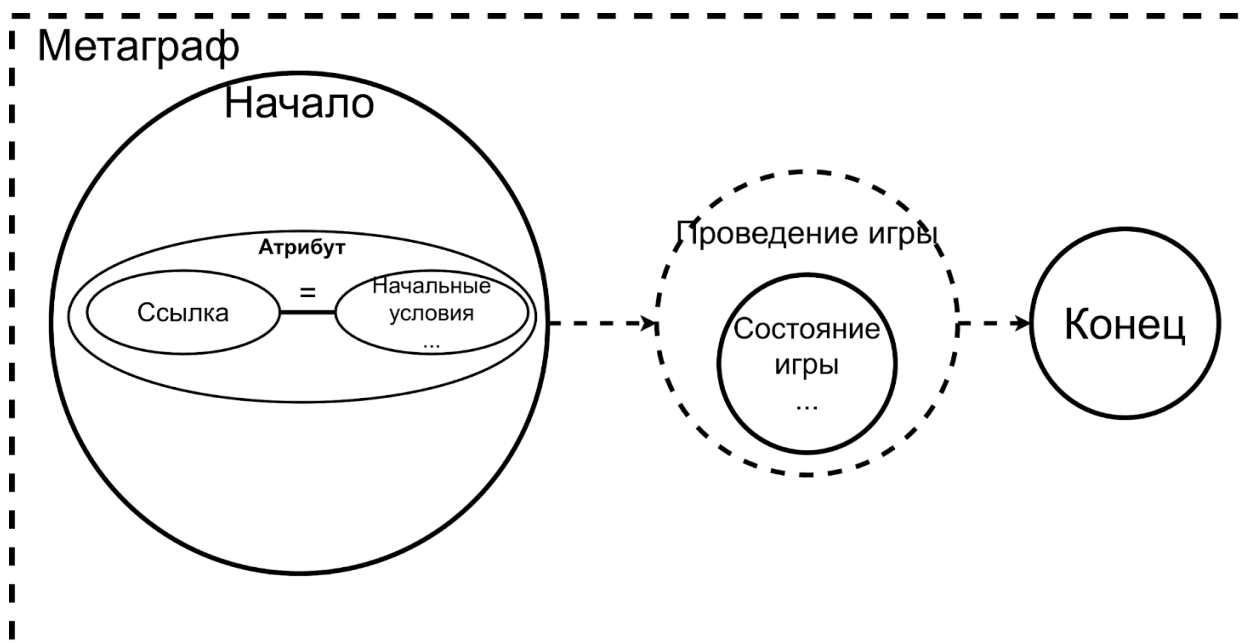 Метаграф
Начало
Атрибут
Ссылка
=
Начальные
условия
...
Проведение игры
Состояние
игры
...
Конец